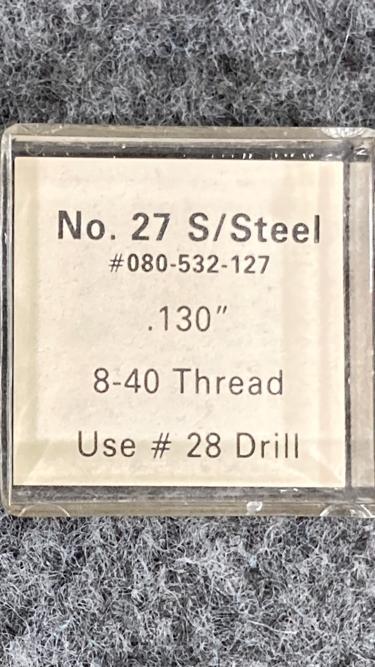 No. 27 S/Steel
#080-532-127
.130"
8-40 Thread
Use # 28 Drill